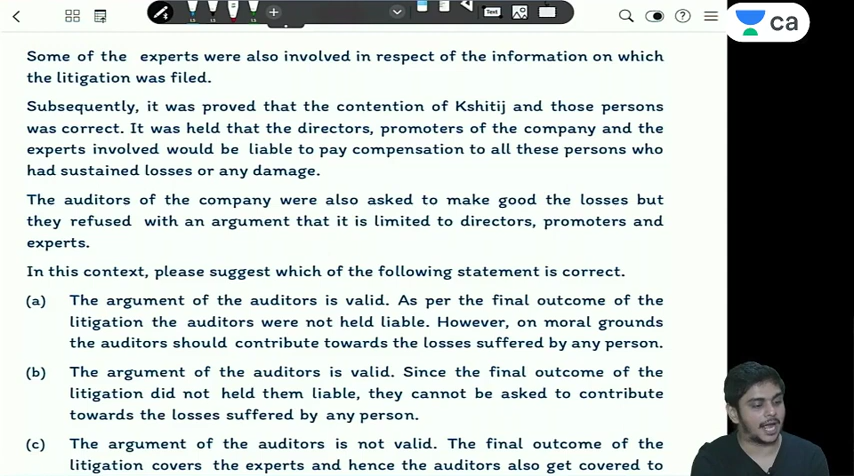 Text
ca
Some of the experts were also involved in respect of the information on which
the litigation was filed.
Subsequently, it was proved that the contention of Kshitij and those persons
was correct. It was held that the directors, promoters of the company and the
experts involved would be liable to pay compensation to all these persons who
had sustained losses or any damage.
The auditors of the company were also asked to make good the losses but
they refused with an argument that it is limited to directors, promoters and
experts.
In this context, please suggest which of the following statement is correct.
(a) The argument of the auditors is valid. As per the final outcome of the
litigation the auditors were not held liable. However, on moral grounds
the auditors should contribute towards the losses suffered by any person.
(b) The argument of the auditors is valid. Since the final outcome of the
litigation did not held them liable, they cannot be asked to contribute
towards the losses suffered by any person.
(c) The argument of the auditors is not valid. The final outcome of the
litigation covers the experts and hence the auditors also get covered to